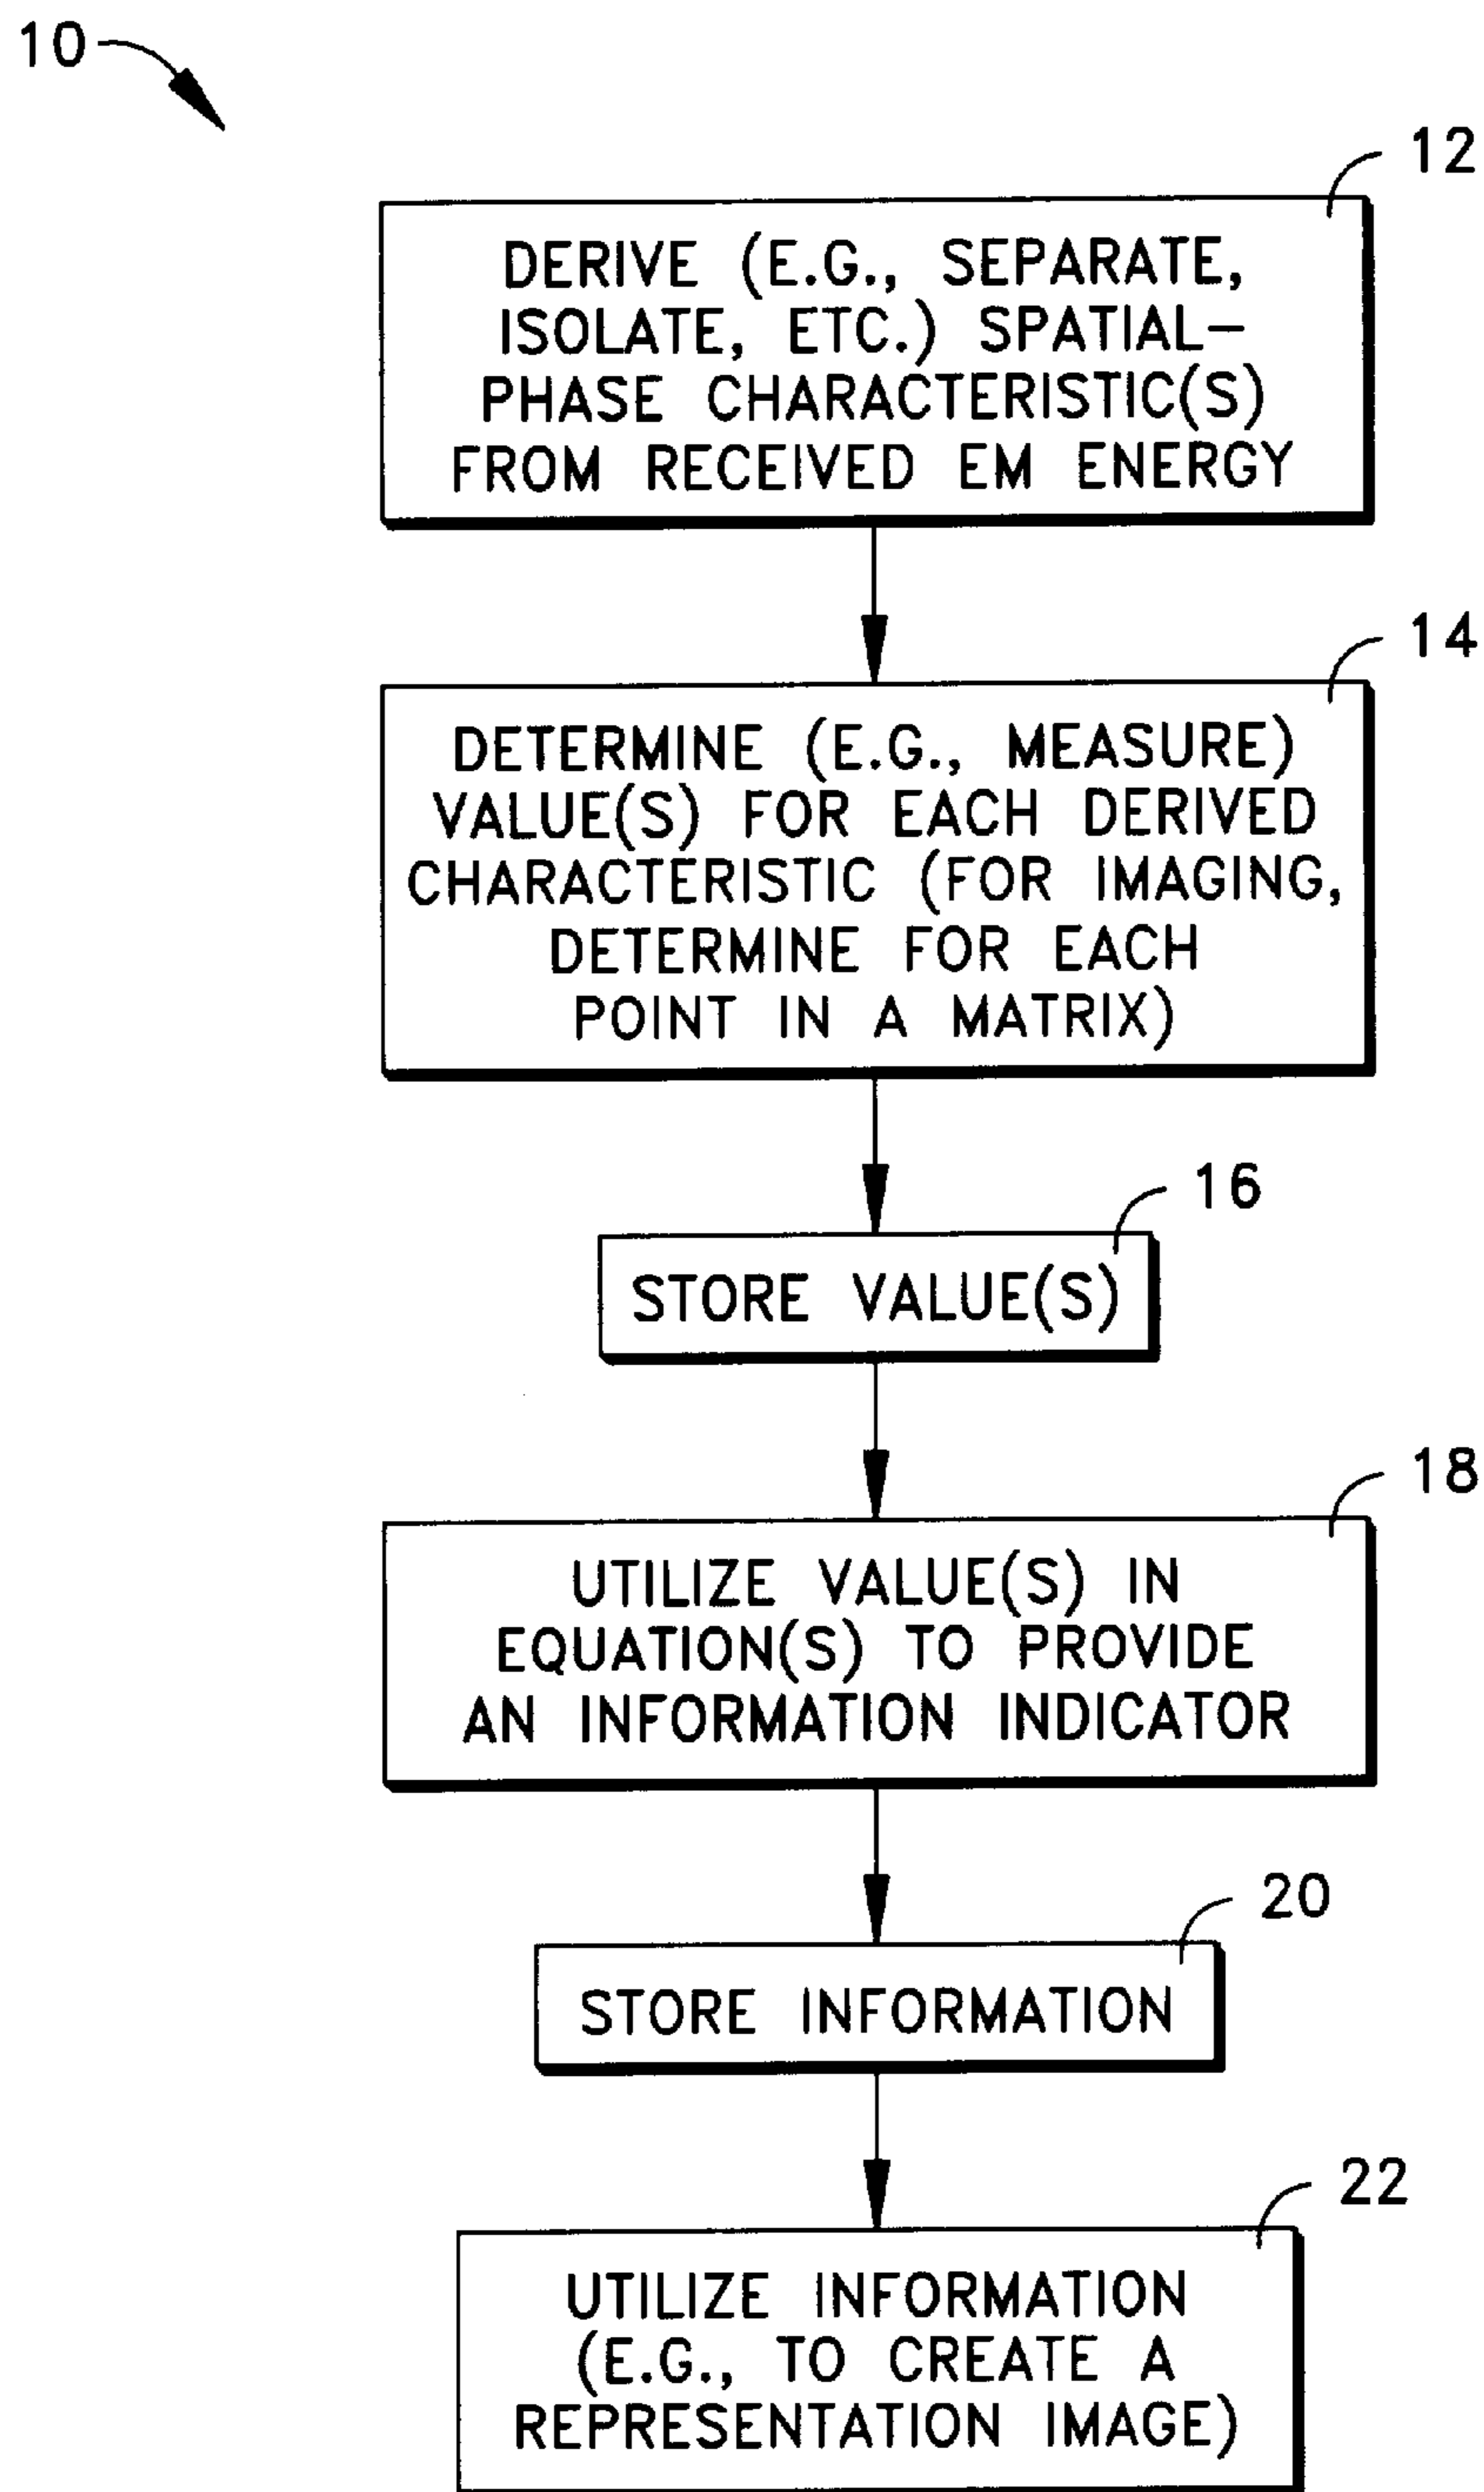 10
12
DERIVE (E.G., SEPARATE,
ISOLATE, ETC.) SPATIAL-
PHASE CHARACTERISTIC(S)
FROM RECEIVED EM ENERGY
14
DETERMINE (E.G., MEASURE)
VALUE(S) FOR EACH DERIVED
CHARACTERISTIC (FOR IMAGING,
DETERMINE FOR EACH
POINT IN A MATRIX)
16
STORE VALUE(S)
18
UTILIZE VALUE(S) IN
EQUATION(S) TO PROVIDE
AN INFORMATION INDICATOR
20
STORE INFORMATION
22
UTILIZE INFORMATION
(E.G., TO CREATE A
REPRESENTATION IMAGE)